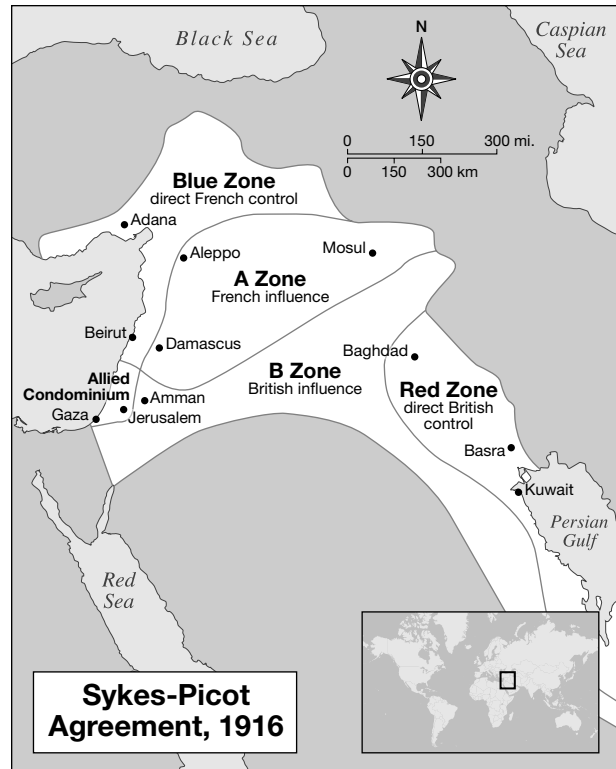 Black Sea
Caspian
Sea
N
0 150 300 mi.
0 150 300 km
Blue Zone
direct French control
Adana
Aleppo
Mosul
A Zone
French influence
Beirut
Damascus
Baghdad
B Zone
British influence
Red Zone
direct British
control
Allied
Condominium
Amman
Gaza
Jerusalem
Basra
Kuwait
Persian
Gulf
Red
Sea
Sykes-Picot
Agreement, 1916